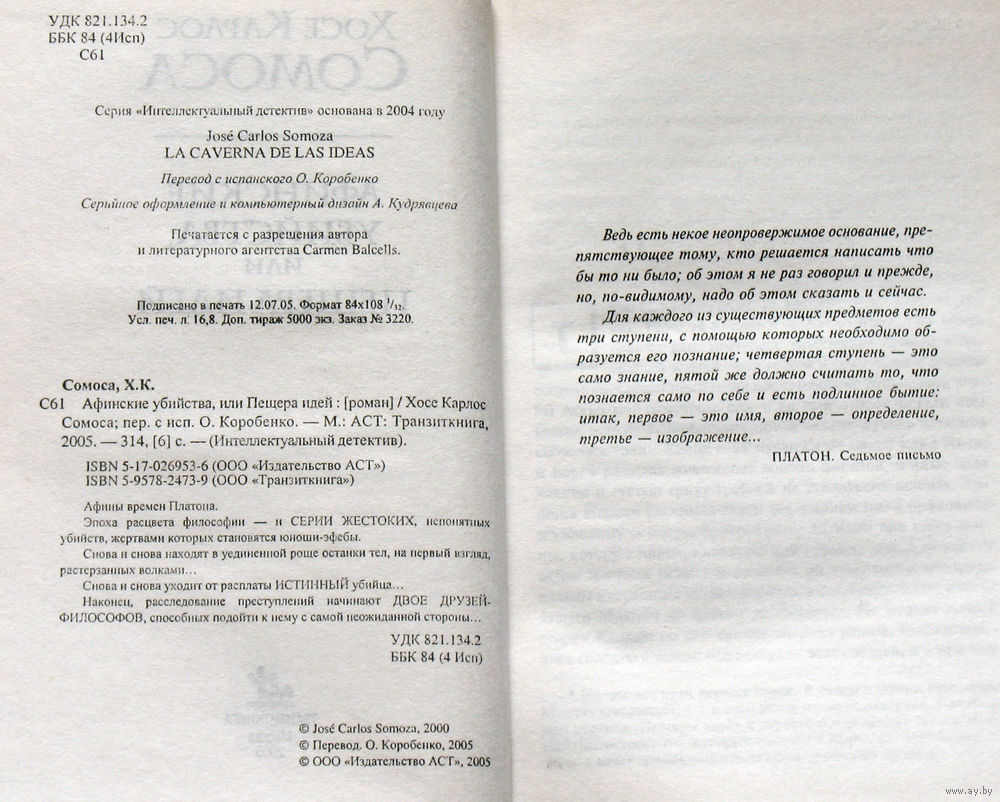 УДК 821.134.2
ББК 84 (4Исп)
С61
Серия «Интеллектуальный детектив» основана в 2004 году
José Carlos Somoza
LA CAVERNA DE LAS IDEAS
Перевод с испанского О. Коробенко
Серийное оформление и компьютерный дизайн А. Кудрявцева
Печатается с разрешения автора
и литературного агентства Carmen Balcells.
Подписано в печать 12.07.05. Формат 84х108 1/32.
Усл. печ. л. 16,8. Доп. тираж 5000 экз. Заказ № 3220.
Сомоса, Х.К.
С61 Афинские убийства, или Пещера идей : [роман] / Хосе Карлос
Сомоса; пер. с исп. О. Коробенко. — М.: АСТ: Транзиткнига,
2005. — 314, [6] с. — (Интеллектуальный детектив).
ISBN 5-17-026953-6 (ООО «Издательство АСТ»)
ISBN 5-9578-2473-9 (ООО «Транзиткнига»)
Афины времен Платона.
Эпоха расцвета философии — и СЕРИИ ЖЕСТОКИХ, непонятных
убийств, жертвами которых становятся юноши-эфебы.
Снова и снова находят в уединенной роще останки тел, на первый взгляд,
растерзанных волками...
Снова и снова уходит от расплаты ИСТИННЫЙ убийца...
Наконец, расследование преступлений начинают ДВОЕ ДРУЗЕЙ-
ФИЛОСОФОВ, способных подойти к нему с самой неожиданной стороны...
УДК 821.134.2
ББК 84 (4 Исп)
© José Carlos Somoza, 2000
© Перевод. О. Коробенко, 2005
© ООО «Издательство АСТ», 2005
Ведь есть некое неопровержимое основание, пре-
пятствующее тому, кто решается написать что
бы то ни было; об этом я не раз говорил и прежде,
но, по-видимому, надо об этом сказать и сейчас.
Для каждого из существующих предметов есть
три ступени, с помощью которых необходимо об-
разуется его познание; четвертая ступень — это
само знание, пятой же должно считать то, что
познается само по себе и есть подлинное бытие:
итак, первое — это имя, второе — определение,
третье — изображение...
ПЛАТОН. Седьмое письмо
www.ay.by